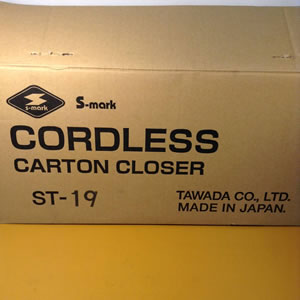 S-mark
S-mark
CORDLESS
CARTON CLOSER
ST-19
TAWADA CO., LTD.
MADE IN JAPAN.